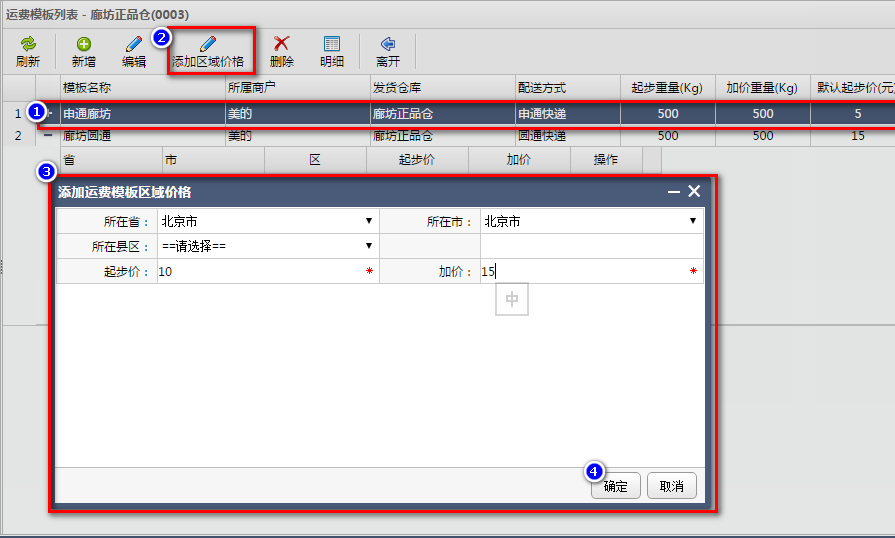 运费模板列表 - 廊坊正品仓(0003)
2
刷新 新增 编辑 添加区域价格 删除 明细 离开
模板名称 所属商户 发货仓库 配送方式 起步重量(Kg) 加价重量(Kg) 默认起步价(元
1 1 申通廊坊 美的 廊坊正品仓 申通快递 500 500 5
2 廊坊圆通 美的 廊坊正品仓 圆通快递 500 500 15
省 市 区 起步价 加价 操作
3
添加运费模板区域价格
所在省： 北京市 所在市： 北京市
所在县区： ==请选择==
起步价： 10 * 加价： 15 *
中
4
确定 取消